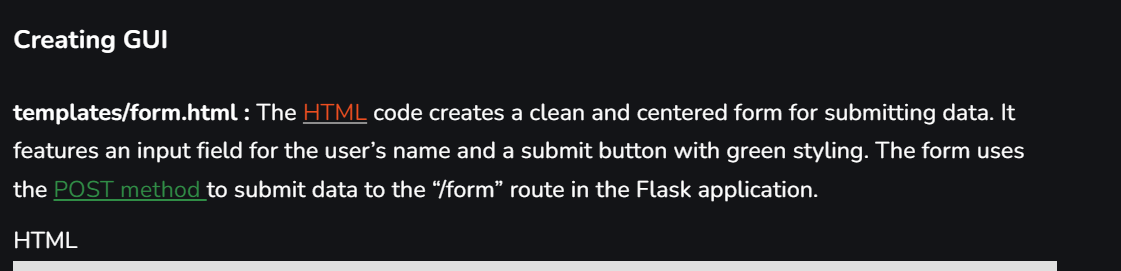 Creating GUI
templates/form.html : The HTML code creates a clean and centered form for submitting data. It
features an input field for the user’s name and a submit button with green styling. The form uses
the POST method to submit data to the “/form” route in the Flask application.
HTML